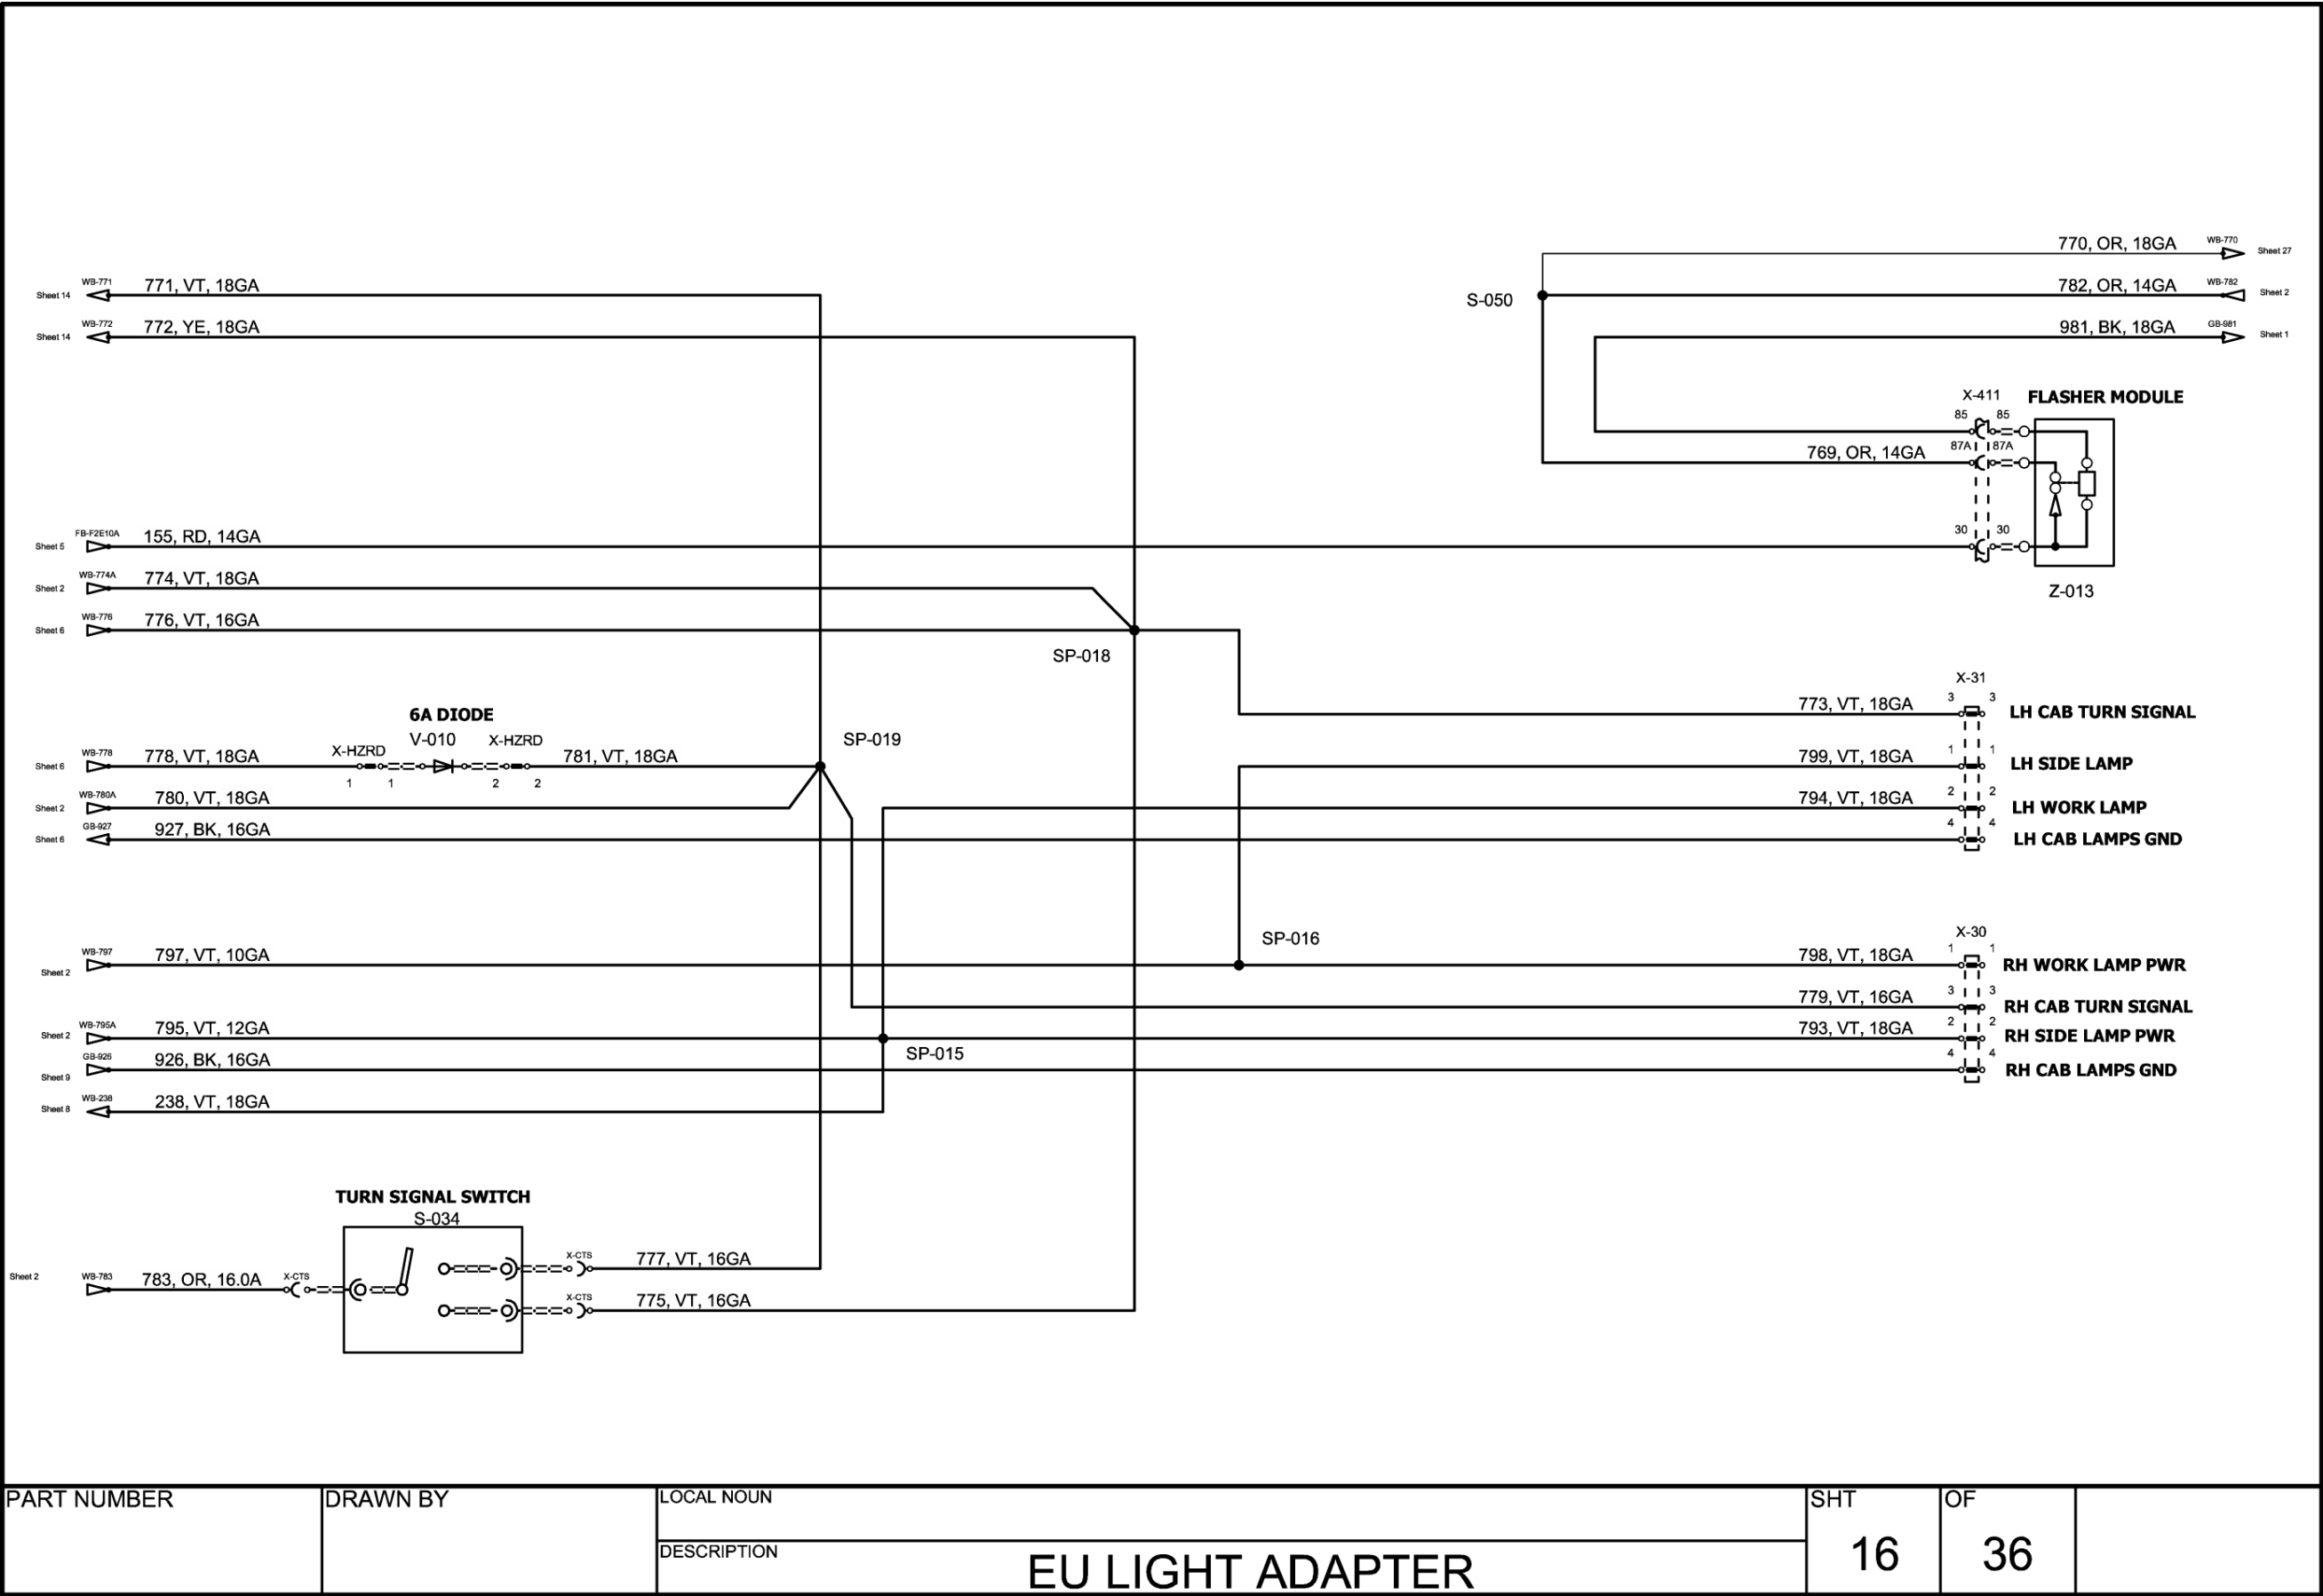 770, OR, 18GA WB-770 Sheet 27
Sheet 14 WB-771 771, VT, 18GA
S-050 782, OR, 14GA WB-782 Sheet 2
Sheet 14 WB-772 772, YE, 18GA
981, BK, 18GA GB-981 Sheet 1
X-411 FLASHER MODULE
85 85
769, OR, 14GA 87A 87A
Sheet 5 FB-F2E10A 155, RD, 14GA 30 30
Sheet 2 WB-774A 774, VT, 18GA
Z-013
Sheet 6 WB-776 776, VT, 16GA
SP-018
X-31
773, VT, 18GA 3 3 LH CAB TURN SIGNAL
6A DIODE
V-010
SP-019
Sheet 6 WB-778 778, VT, 18GA X-HZRD X-HZRD 781, VT, 18GA
1 1 2 2
799, VT, 18GA 1 1 LH SIDE LAMP
Sheet 2 WB-780A 780, VT, 18GA
794, VT, 18GA 2 2 LH WORK LAMP
Sheet 6 GB-927 927, BK, 16GA 4 4 LH CAB LAMPS GND
SP-016
X-30
Sheet 2 WB-797 797, VT, 10GA 798, VT, 18GA 1 1 RH WORK LAMP PWR
779, VT, 16GA 3 3 RH CAB TURN SIGNAL
Sheet 2 WB-795A 795, VT, 12GA 793, VT, 18GA 2 2 RH SIDE LAMP PWR
SP-015
Sheet 9 GB-926 926, BK, 16GA 4 4 RH CAB LAMPS GND
Sheet 8 WB-238 238, VT, 18GA
TURN SIGNAL SWITCH
S-034
X-CTS 777, VT, 16GA
Sheet 2 WB-783 783, OR, 16.0A X-CTS
X-CTS 775, VT, 16GA
PART NUMBER
DRAWN BY
LOCAL NOUN
DESCRIPTION
EU LIGHT ADAPTER
SHT
16
OF
36